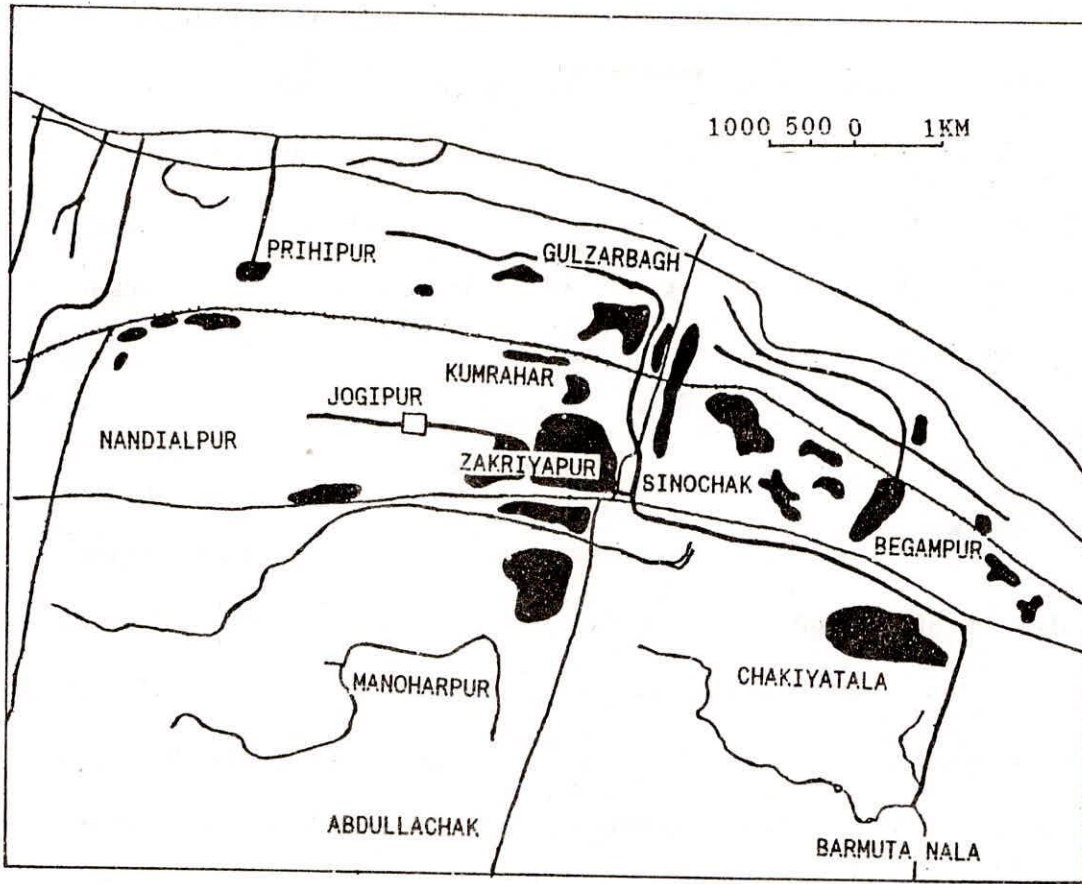 1000 500 0 1KM
PRIHIPUR
GULZARBAGH
KUMRAHAR
JOGIPUR
NANDIALPUR
ZAKRIYAPUR
SINOCHAK
BEGAMPUR
MANOHARPUR
CHAKIYATALA
ABDULLACHAK
BARMUTA NALA